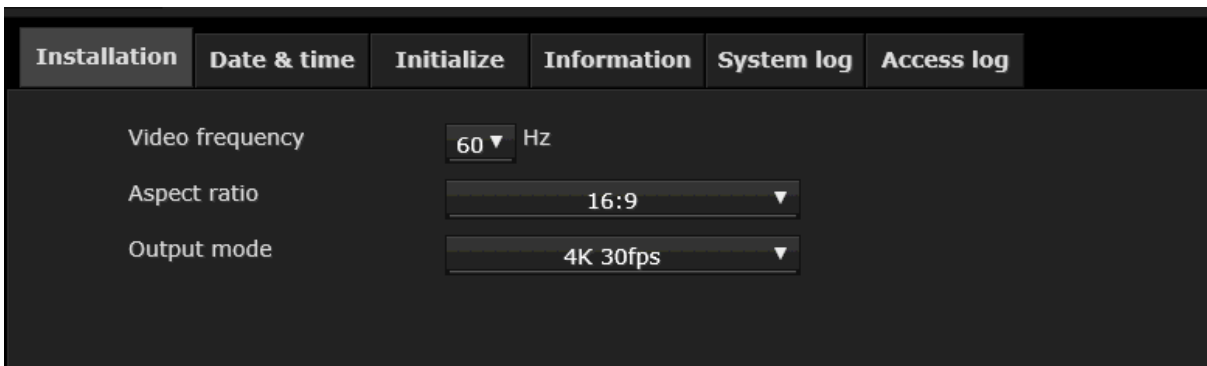 Installation Date & time Initialize Information System log Access log
Video frequency 60 Hz
Aspect ratio 16:9
Output mode 4K 30fps